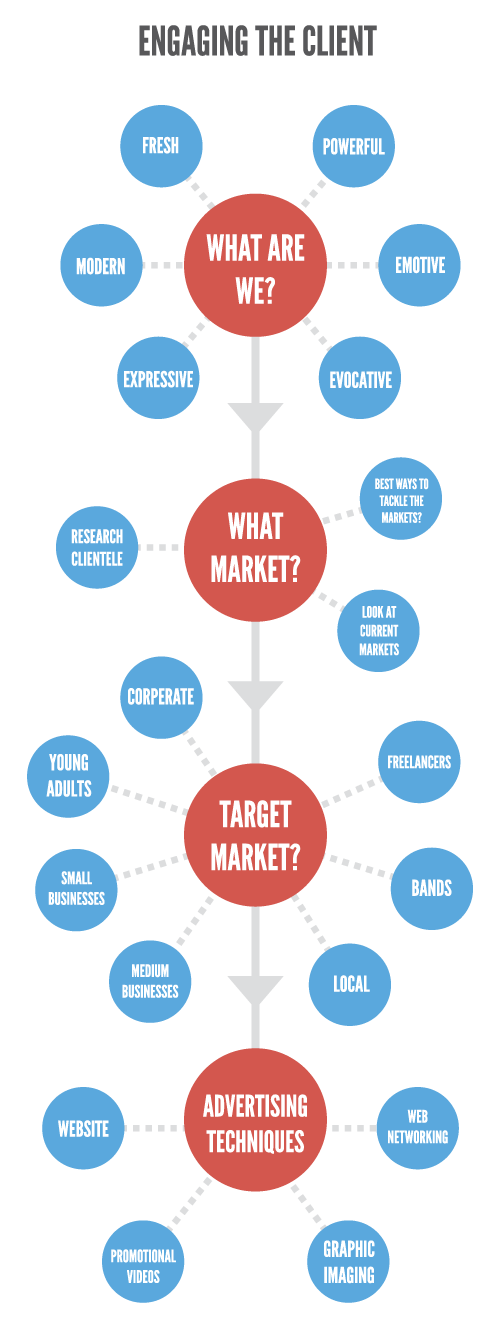 ENGAGING THE CLIENT
FRESH
POWERFUL
WHAT ARE
WE?
MODERN
EMOTIVE
EXPRESSIVE
EVOCATIVE
WHAT
MARKET?
BEST WAYS TO
TACKLE THE
MARKETS?
RESEARCH
CLIENTELE
LOOK AT
CURRENT
MARKETS
CORPERATE
YOUNG
ADULTS
FREELANCERS
TARGET
MARKET?
SMALL
BUSINESSES
BANDS
MEDIUM
BUSINESSES
LOCAL
ADVERTISING
TECHNIQUES
WEBSITE
WEB
NETWORKING
PROMOTIONAL
VIDEOS
GRAPHIC
IMAGING